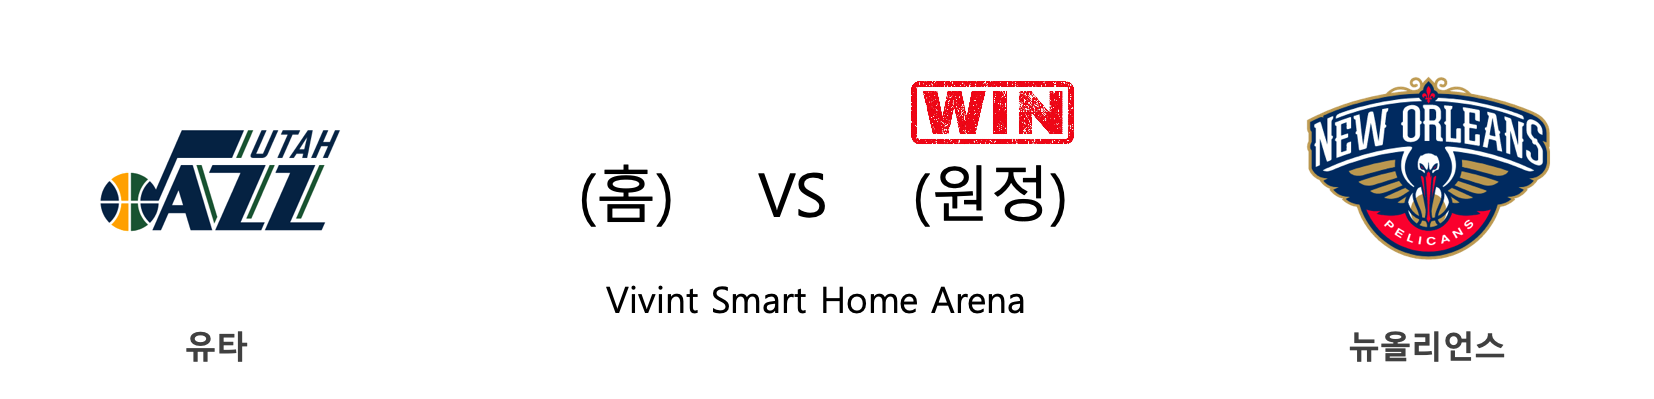 UTAH
JAZZ
유타
WIN
(홈) VS (원정)
Vivint Smart Home Arena
NEW ORLEANS
PELICANS
뉴올리언스